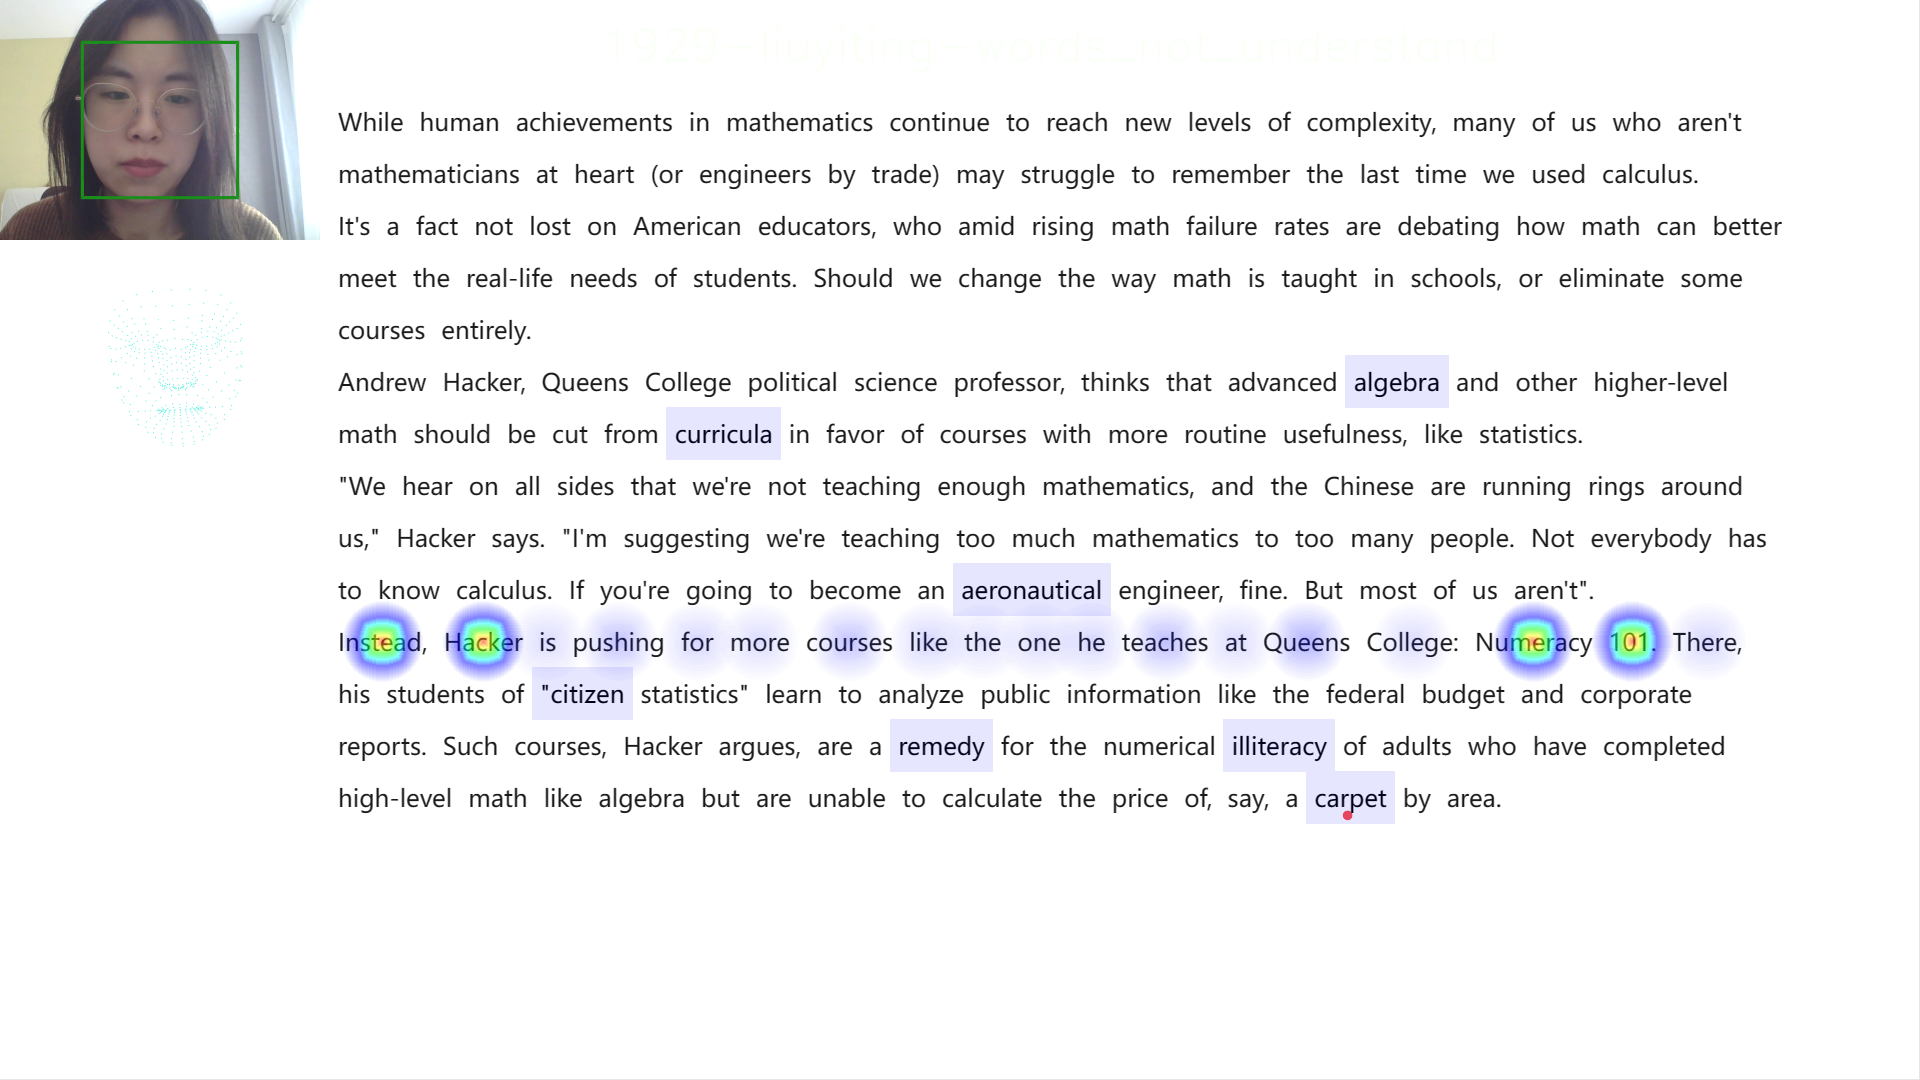 1929-liuyiting-words_not_understand
While human achievements in mathematics continue to reach new levels of complexity, many of us who aren't
mathematicians at heart (or engineers by trade) may struggle to remember the last time we used calculus.
It's a fact not lost on American educators, who amid rising math failure rates are debating how math can better
meet the real-life needs of students. Should we change the way math is taught in schools, or eliminate some
courses entirely.
Andrew Hacker, Queens College political science professor, thinks that advanced algebra and other higher-level
math should be cut from curricula in favor of courses with more routine usefulness, like statistics.
"We hear on all sides that we're not teaching enough mathematics, and the Chinese are running rings around
us," Hacker says. "I'm suggesting we're teaching too much mathematics to too many people. Not everybody has
to know calculus. If you're going to become an aeronautical engineer, fine. But most of us aren't".
Instead, Hacker is pushing for more courses like the one he teaches at Queens College: Numeracy 101. There,
his students of "citizen statistics" learn to analyze public information like the federal budget and corporate
reports. Such courses, Hacker argues, are a remedy for the numerical illiteracy of adults who have completed
high-level math like algebra but are unable to calculate the price of, say, a carpet by area.